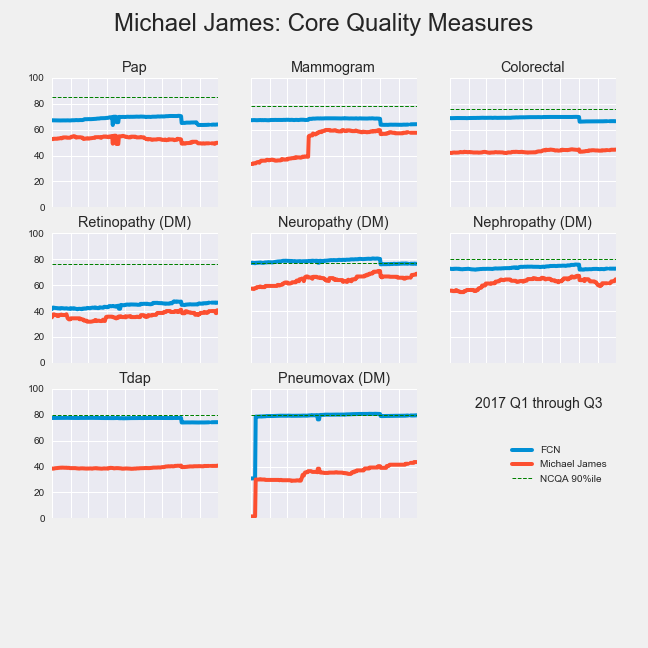 Michael James: Core Quality Measures
Pap
Mammogram
Colorectal
100
80
60
40
20
0
Retinopathy (DM)
Neuropathy (DM)
Nephropathy (DM)
100
80
60
40
20
0
Tdap
Pneumovax (DM)
100
80
60
40
20
0
2017 Q1 through Q3
FCN
Michael James
NCQA 90%ile